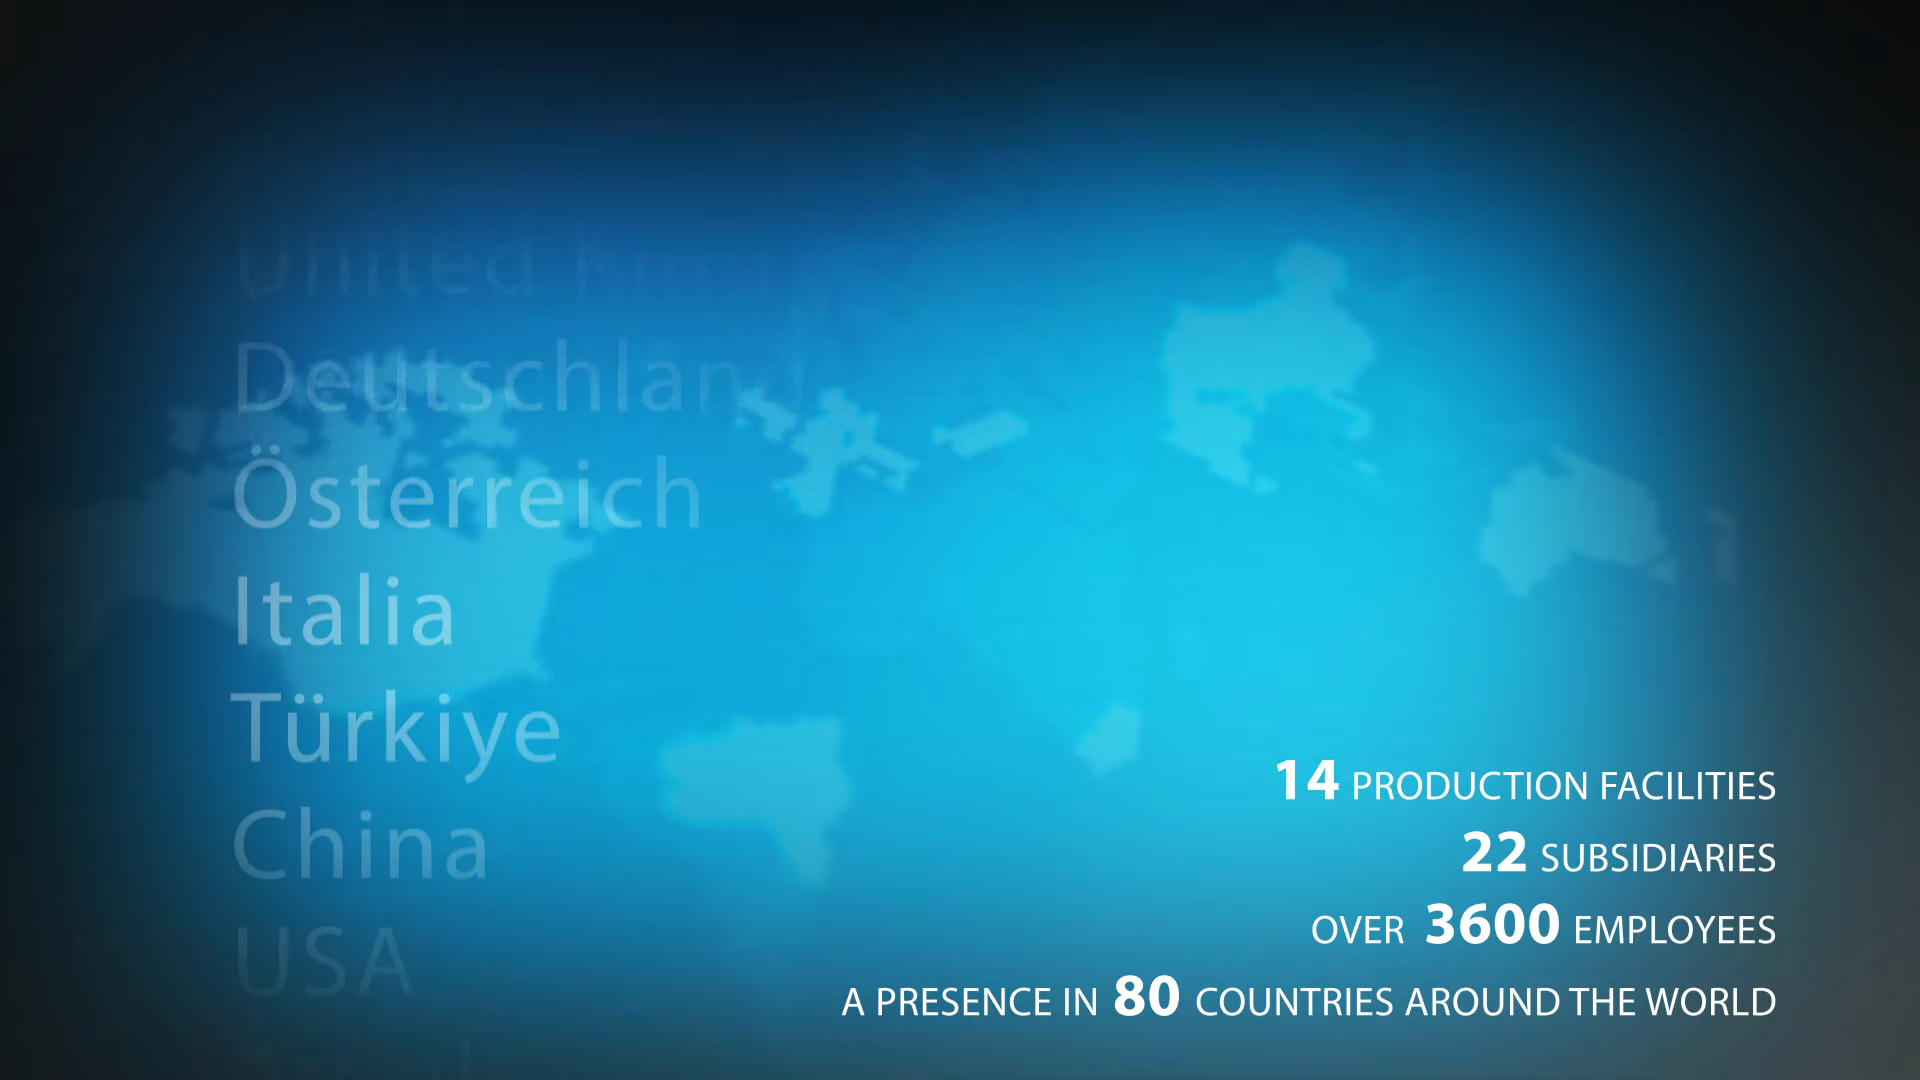 United
Deutschland
Österreich
Italia
Türkiye
China
USA
14 PRODUCTION FACILITIES
22 SUBSIDIARIES
OVER 3600 EMPLOYEES
A PRESENCE IN 80 COUNTRIES AROUND THE WORLD